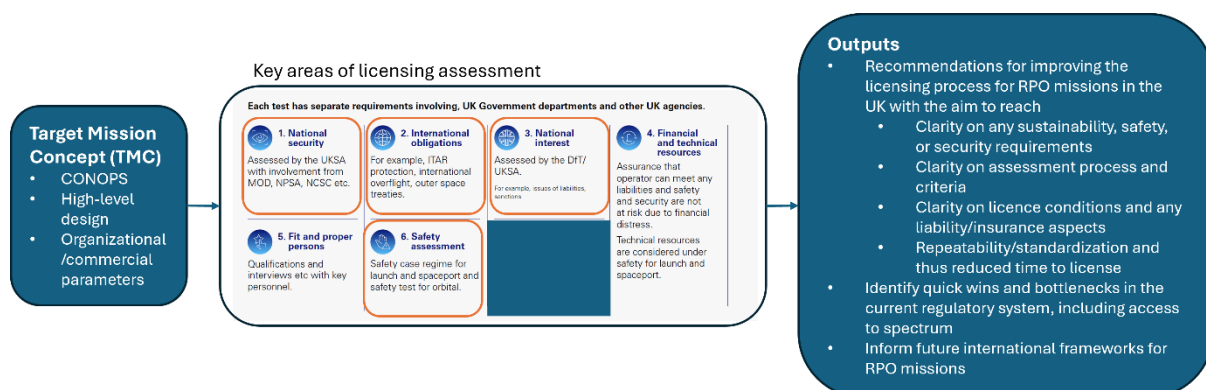 Key areas of licensing assessment
Target Mission
Concept (TMC)
• CONOPS
• High-level
design
• Organizational
/commercial
parameters
Each test has separate requirements involving, UK Government departments and other UK agencies.
1. National
security
Assessed by the UKSA
with involvement from
MOD, NPSA, NCSC etc.
2. International
obligations
For example, ITAR
protection, international
overflight, outer space
treaties.
3. National
interest
Assessed by the DfT/
UKSA.
For example, issues of liabilities,
sanctions
4. Financial
and technical
resources
Assurance that
operator can meet any
liabilities and safety
and security are not
at risk due to financial
distress.
Technical resources
are considered under
safety for launch and
spaceport.
5. Fit and proper
persons
Qualifications and
interviews etc with key
personnel.
6. Safety
assessment
Safety case regime for
launch and spaceport and
safety test for orbital.
Outputs
• Recommendations for improving the
licensing process for RPO missions in the
UK with the aim to reach
• Clarity on any sustainability, safety,
or security requirements
• Clarity on assessment process and
criteria
• Clarity on licence conditions and any
liability/insurance aspects
• Repeatability/standardization and
thus reduced time to license
• Identify quick wins and bottlenecks in the
current regulatory system, including access
to spectrum
• Inform future international frameworks for
RPO missions